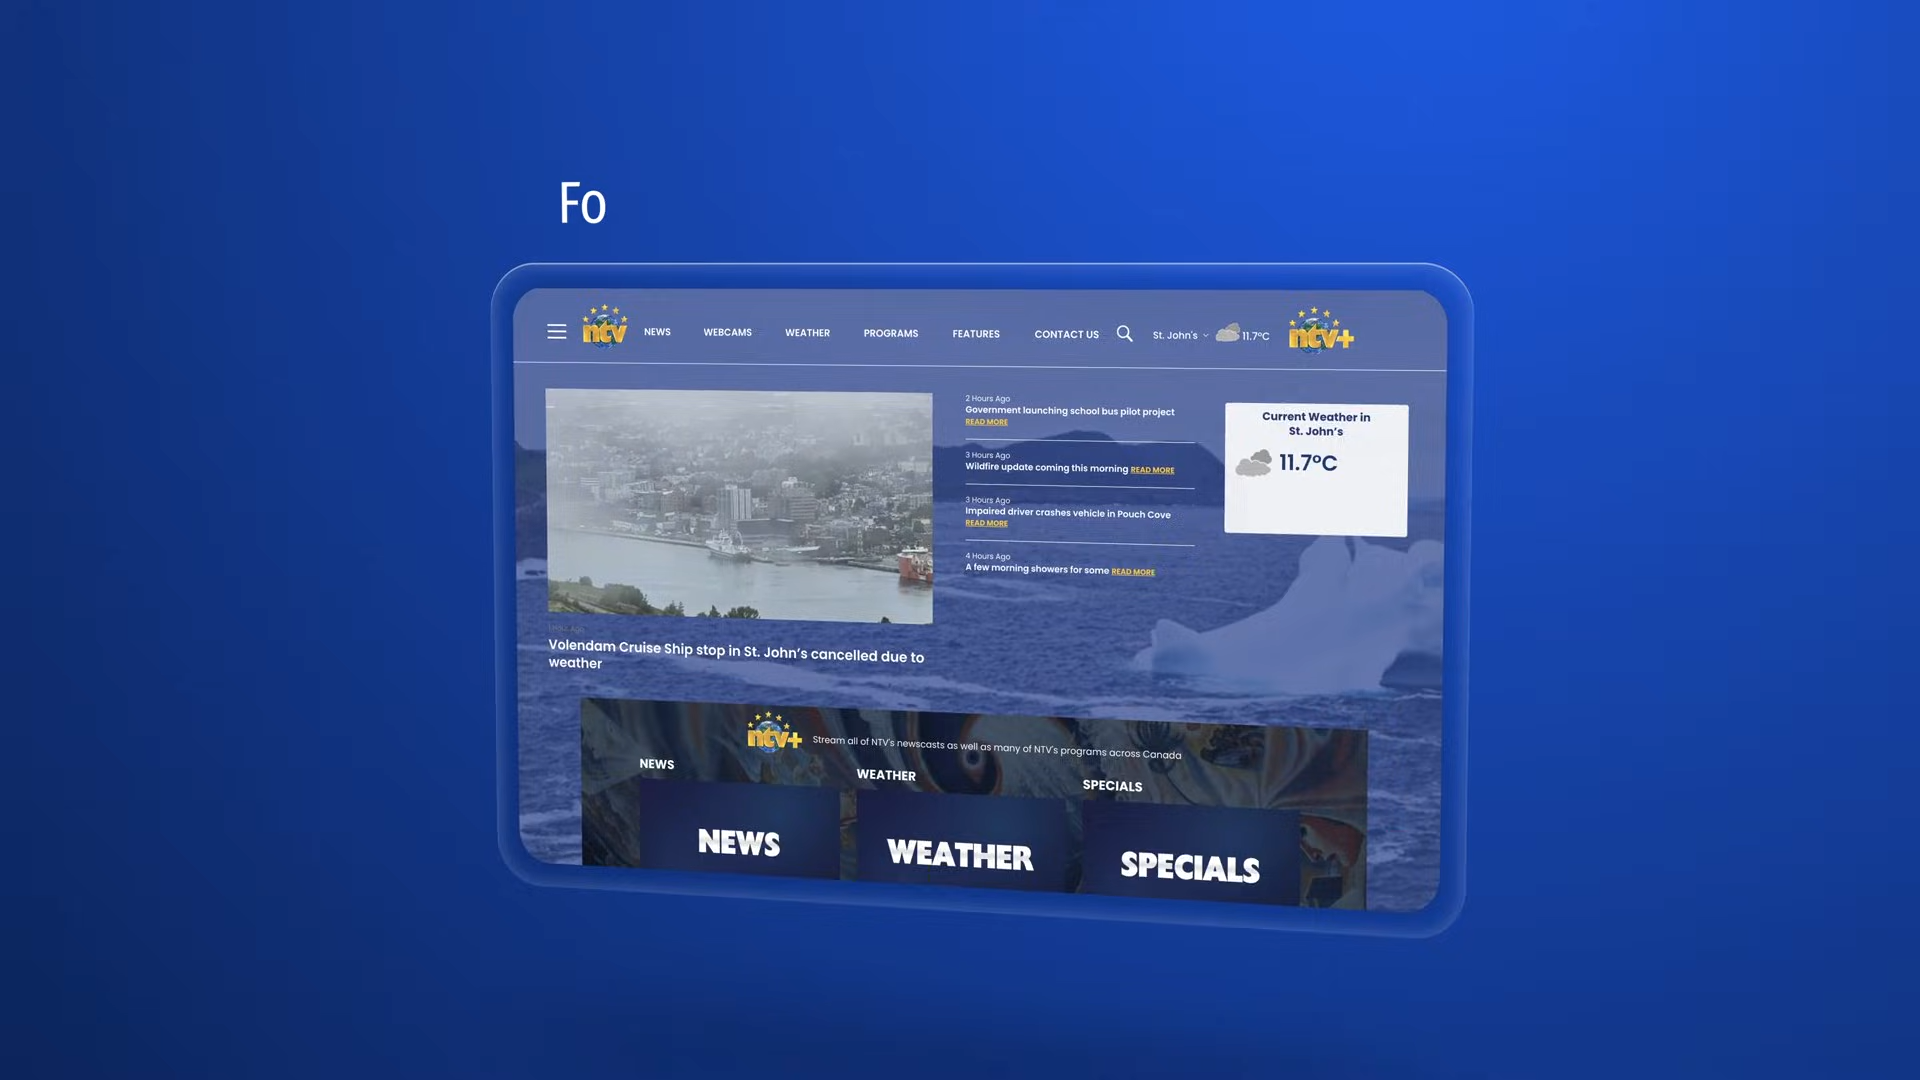 Fo
ntv
NEWS
WEBCAMS
WEATHER
PROGRAMS
FEATURES
CONTACT US
St. John's
11.7°C
ntv+
2 Hours Ago
Government launching school bus pilot project
READ MORE
3 Hours Ago
Wildfire update coming this morning READ MORE
3 Hours Ago
Impaired driver crashes vehicle in Pouch Cove
READ MORE
4 Hours Ago
A few morning showers for some READ MORE
Current Weather in
St. John's
11.7°C
1 Hour Ago
Volendam Cruise Ship stop in St. John's cancelled due to
weather
ntv+
Stream all of NTV's newscasts as well as many of NTV's programs across Canada
NEWS
WEATHER
SPECIALS
NEWS
WEATHER
SPECIALS